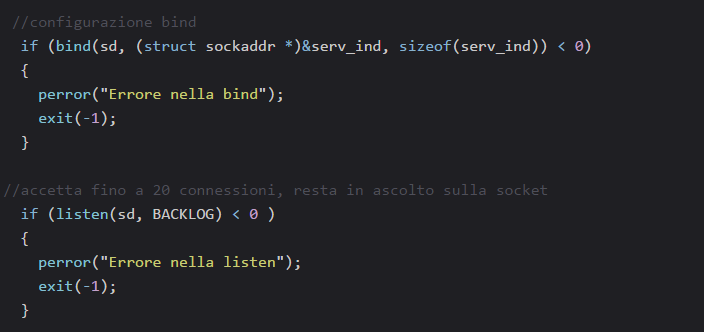 //configurazione bind
if (bind(sd, (struct sockaddr *)&serv_ind, sizeof(serv_ind)) < 0)
{
perror("Errore nella bind");
exit(-1);
}
//accetta fino a 20 connessioni, resta in ascolto sulla socket
if (listen(sd, BACKLOG) < 0 )
{
perror("Errore nella listen");
exit(-1);
}